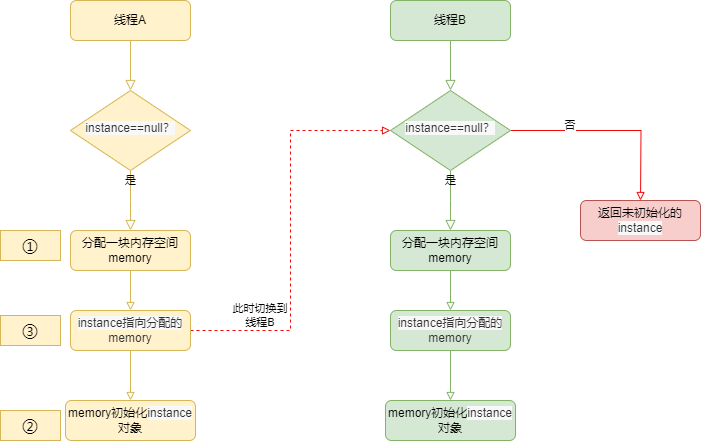 线程A
线程B
instance==null？
instance==null？
否
是
是
返回未初始化的
instance
①
分配一块内存空间
memory
分配一块内存空间
memory
此时切换到
线程B
③
instance指向分配的
memory
instance指向分配的
memory
②
memory初始化instance
对象
memory初始化instance
对象